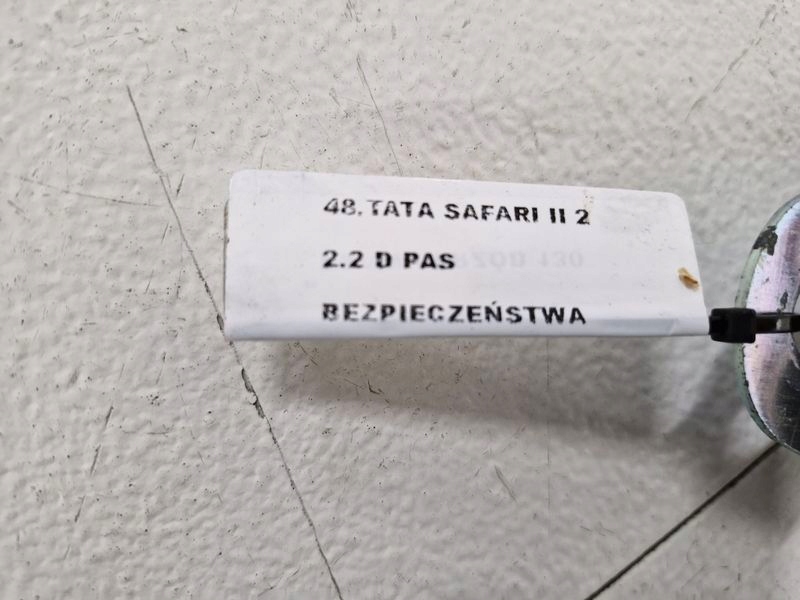 48.TATA SAFARI II 2
2.2 D PAS
BEZPIECZEŃSTWA